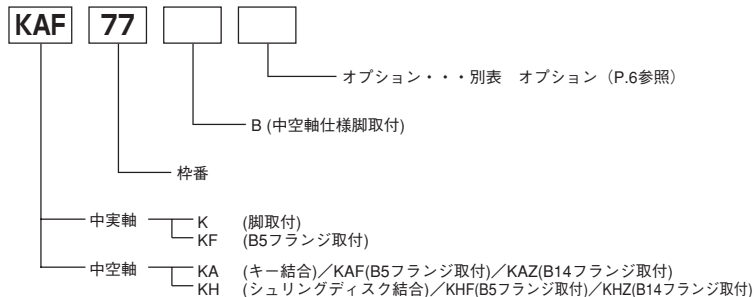 KAF 77
オプション・・・別表　オプション（P.6参照）
B (中空軸仕様脚取付)
枠番
中実軸 K (脚取付)
KF (B5フランジ取付)
中空軸 KA (キー結合)／KAF(B5フランジ取付)／KAZ(B14フランジ取付)
KH (シュリングディスク結合)／KHF(B5フランジ取付)／KHZ(B14フランジ取付)